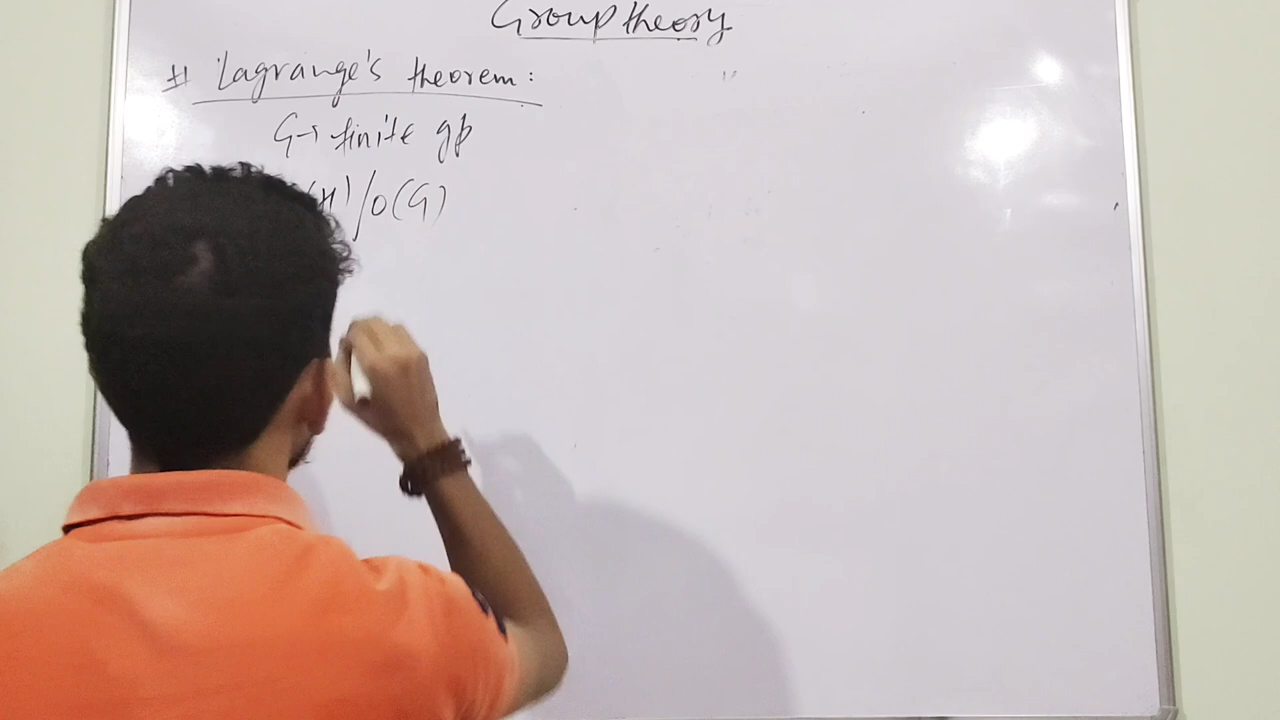 Group theory
# Lagrange's theorem:
G→ finite gp
(H)/o(G)